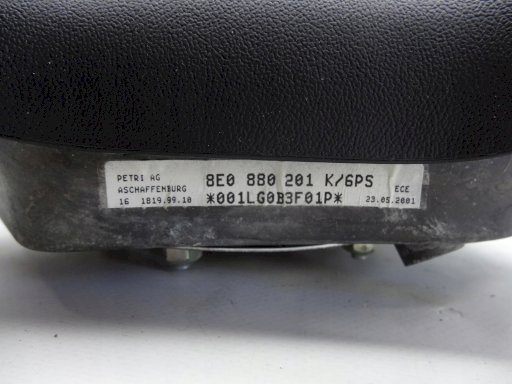 PETRI AG 8E0 880 201 K/6PS ECE
ASCHAFFENBURG *001LG0B3F01P*
16 1819.99.10 23.05.2001